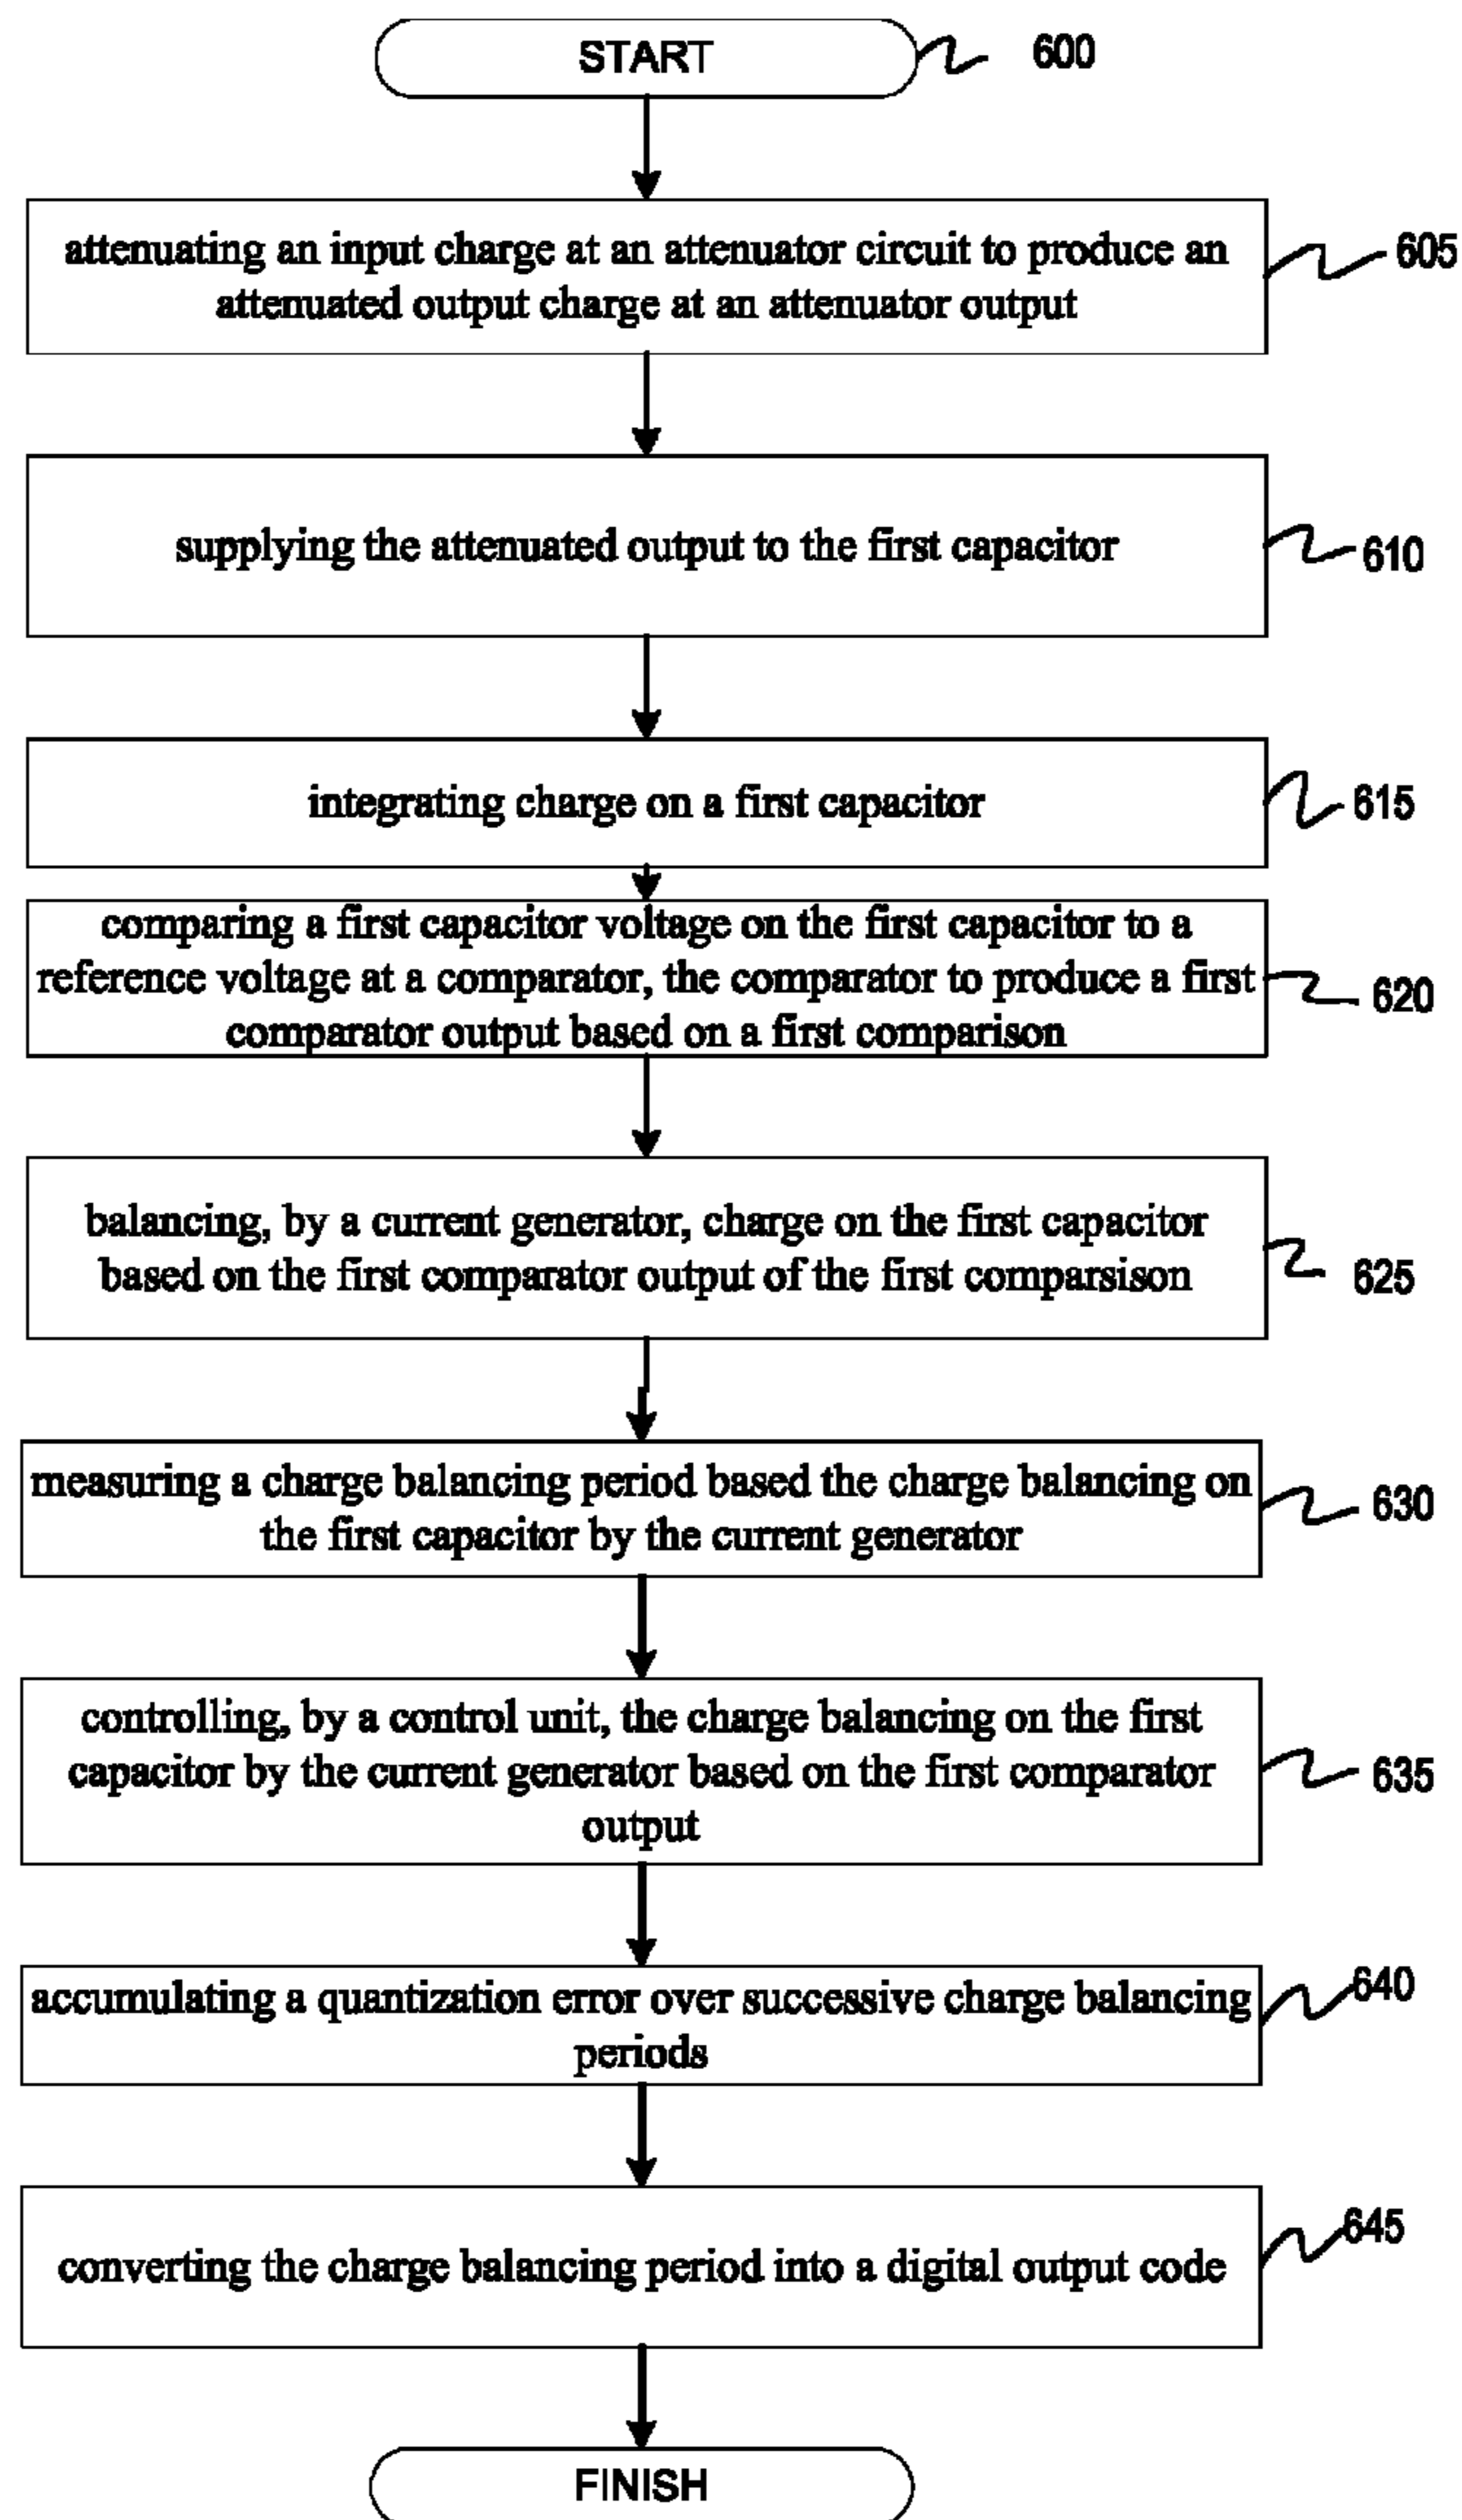 START
600
attenuating an input charge at an attenuator circuit to produce an
attenuated output charge at an attenuator output
605
supplying the attenuated output to the first capacitor
610
integrating charge on a first capacitor
615
comparing a first capacitor voltage on the first capacitor to a
reference voltage at a comparator, the comparator to produce a first
comparator output based on a first comparison
620
balancing, by a current generator, charge on the first capacitor
based on the first comparator output of the first comparsison
625
measuring a charge balancing period based the charge balancing on
the first capacitor by the current generator
630
controlling, by a control unit, the charge balancing on the first
capacitor by the current generator based on the first comparator
output
635
accumulating a quantization error over successive charge balancing
periods
640
converting the charge balancing period into a digital output code
645
FINISH